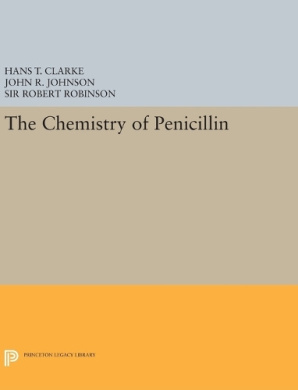 HANS T. CLARKE
JOHN R. JOHNSON
SIR ROBERT ROBINSON
The Chemistry of Penicillin
PRINCETON LEGACY LIBRARY